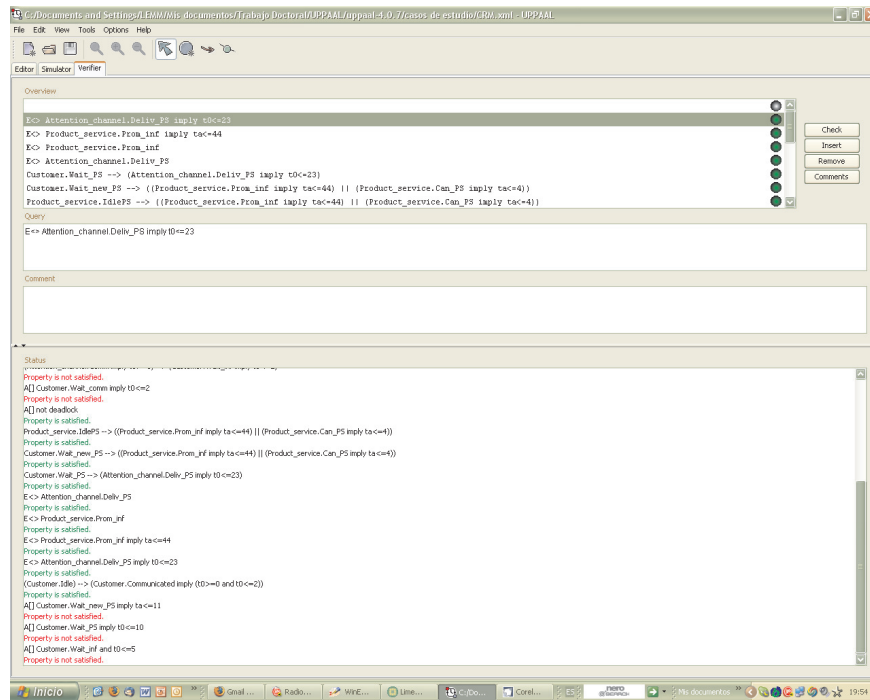 C:/Documents and Settings/LEMM/Mis documentos/Trabajo Doctoral/UPPAAL/uppaal-4.0.7/casos de estudio/CRM.xml - UPPAAL
File Edit View Tools Options Help
Editor Simulator Verifier
Overview
E<> Attention_channel.Deliv_PS imply t0<=23
E<> Product_service.Prom_inf imply ta<=44
E<> Product_service.Prom_inf
E<> Attention_channel.Deliv_PS
Customer.Wait_PS --> (Attention_channel.Deliv_PS imply t0<=23)
Customer.Wait_new_PS --> ((Product_service.Prom_inf imply ta<=44) || (Product_service.Can_PS imply ta<=4))
Product_service.IdlePS --> ((Product_service.Prom_inf imply ta<=44) || (Product_service.Can_PS imply ta<=4))
Check
Insert
Remove
Comments
Query
E<> Attention_channel.Deliv_PS imply t0<=23
Comment
Status
Property is not satisfied.
A[] Customer.Wait_comm imply t0<=2
Property is not satisfied.
A[] not deadlock
Property is satisfied.
Product_service.IdlePS --> ((Product_service.Prom_inf imply ta<=44) || (Product_service.Can_PS imply ta<=4))
Property is satisfied.
Customer.Wait_new_PS --> ((Product_service.Prom_inf imply ta<=44) || (Product_service.Can_PS imply ta<=4))
Property is satisfied.
Customer.Wait_PS --> (Attention_channel.Deliv_PS imply t0<=23)
Property is satisfied.
E<> Attention_channel.Deliv_PS
Property is satisfied.
E<> Product_service.Prom_inf
Property is satisfied.
E<> Product_service.Prom_inf imply ta<=44
Property is satisfied.
E<> Attention_channel.Deliv_PS imply t0<=23
Property is satisfied.
(Customer.Idle) --> (Customer.Communicated imply (t0>=0 and t0<=2))
Property is satisfied.
A[] Customer.Wait_new_PS imply ta<=11
Property is not satisfied.
A[] Customer.Wait_PS imply t0<=10
Property is not satisfied.
A[] Customer.Wait_inf and t0<=5
Property is not satisfied.
Inicio Gmail ... Radio... WinE... Lime... C:/Do... Corel... ES nero Mis documentos 19:54